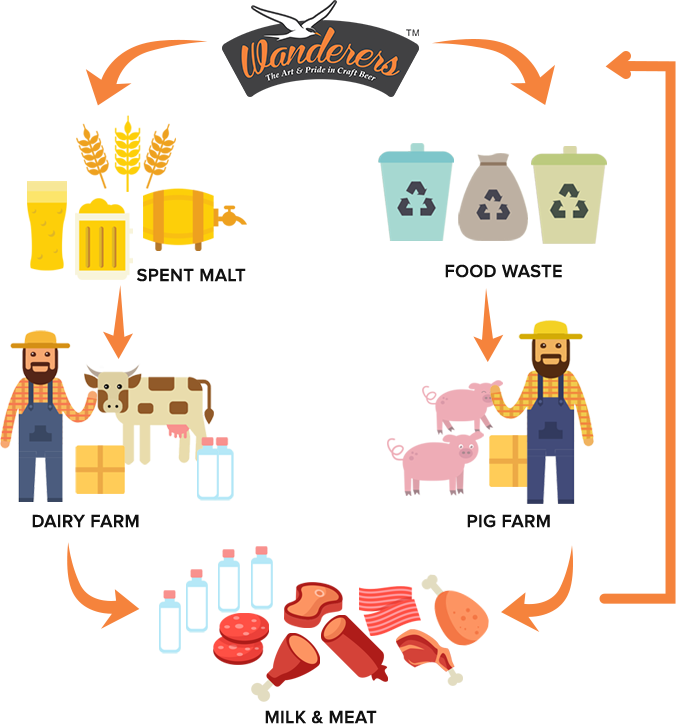 Wanderers
TM
The Art & Pride in Craft Beer
SPENT MALT
FOOD WASTE
DAIRY FARM
PIG FARM
MILK & MEAT